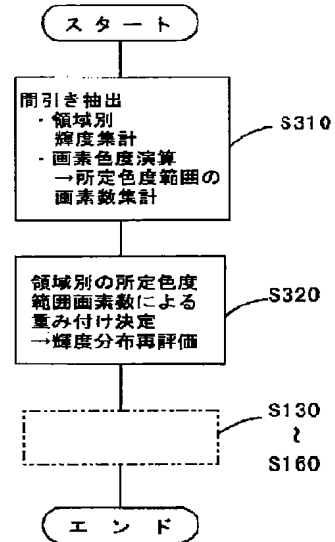 スタート
間引き抽出
・領域別
輝度集計
・画素色度演算
→所定色度範囲の
画素数集計
S310
領域別の所定色度
範囲画素数による
重み付け決定
→輝度分布再評価
S320
S130
~
S160
エンド